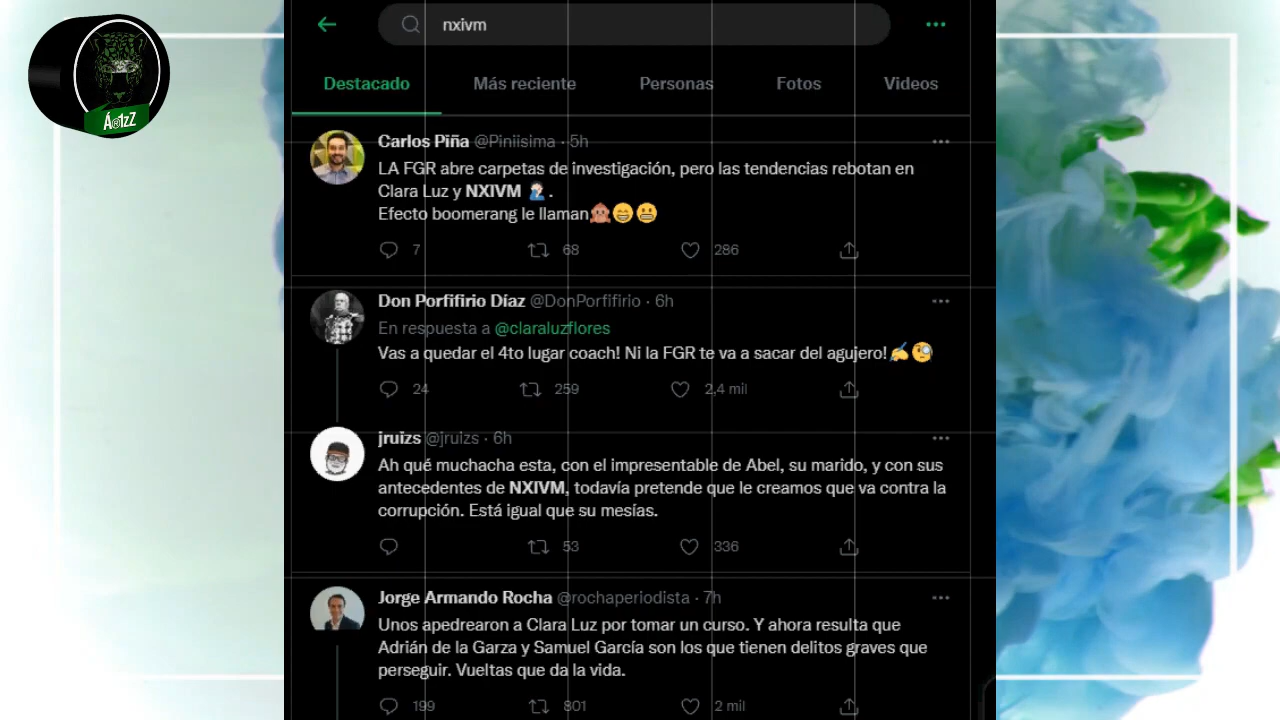 Á@1zZ
nxivm
Destacado Más reciente Personas Fotos Videos
Carlos Piña @Piniisima · 5h
LA FGR abre carpetas de investigación, pero las tendencias rebotan en
Clara Luz y NXIVM 🤦🏻‍♂️.
Efecto boomerang le llaman🙊😁😬
7 68 286
Don Porfifirio Díaz @DonPorfifirio · 6h
En respuesta a @claraluzflores
Vas a quedar el 4to lugar coach! Ni la FGR te va a sacar del agujero!✍️🧐
24 259 2,4 mil
jruizs @jruizs · 6h
Ah qué muchacha esta, con el impresentable de Abel, su marido, y con sus
antecedentes de NXIVM, todavía pretende que le creamos que va contra la
corrupción. Está igual que su mesías.
53 336
Jorge Armando Rocha @rochaperiodista · 7h
Unos apedrearon a Clara Luz por tomar un curso. Y ahora resulta que
Adrián de la Garza y Samuel García son los que tienen delitos graves que
perseguir. Vueltas que da la vida.
199 801 2 mil